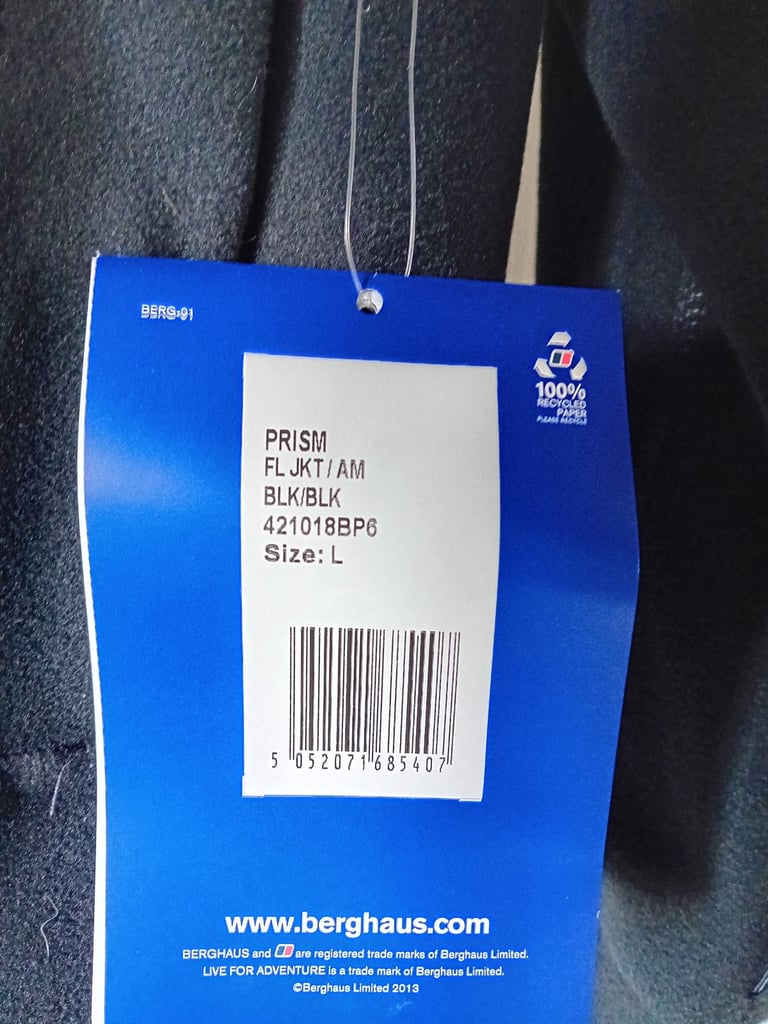 BERG-91
100%
RECYCLED
PAPER
PLEASE RECYCLE
PRISM
FL JKT / AM
BLK/BLK
421018BP6
Size: L
5 052071 685407
www.berghaus.com
BERGHAUS and are registered trade marks of Berghaus Limited.
LIVE FOR ADVENTURE is a trade mark of Berghaus Limited.
©Berghaus Limited 2013